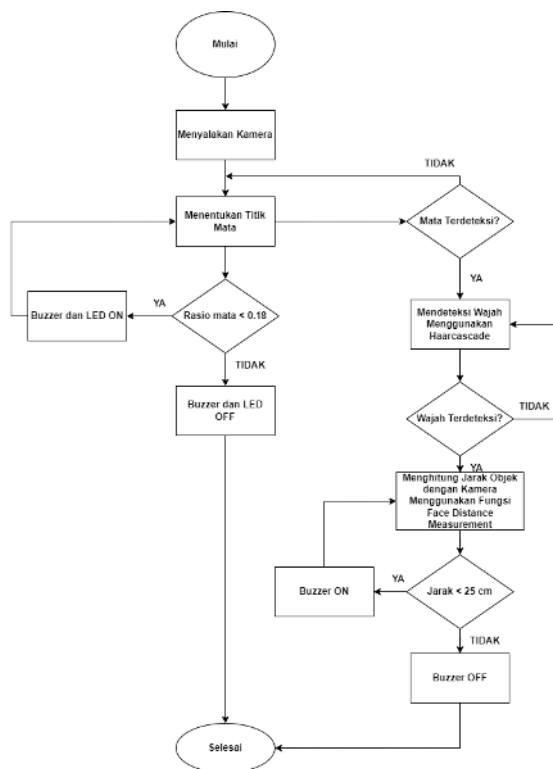 Mulai
Menyalakan Kamera
TIDAK
Menentukan Titik
Mata
Mata Terdeteksi?
YA
Buzzer dan LED ON
YA
Rasio mata < 0.18
Mendeteksi Wajah
Menggunakan
Haarcascade
TIDAK
Buzzer dan LED
OFF
Wajah Terdeteksi?
TIDAK
YA
Menghitung Jarak Objek
dengan Kamera
Menggunakan Fungsi
Face Distance
Measurement
Buzzer ON
YA
Jarak < 25 cm
TIDAK
Buzzer OFF
Selesai